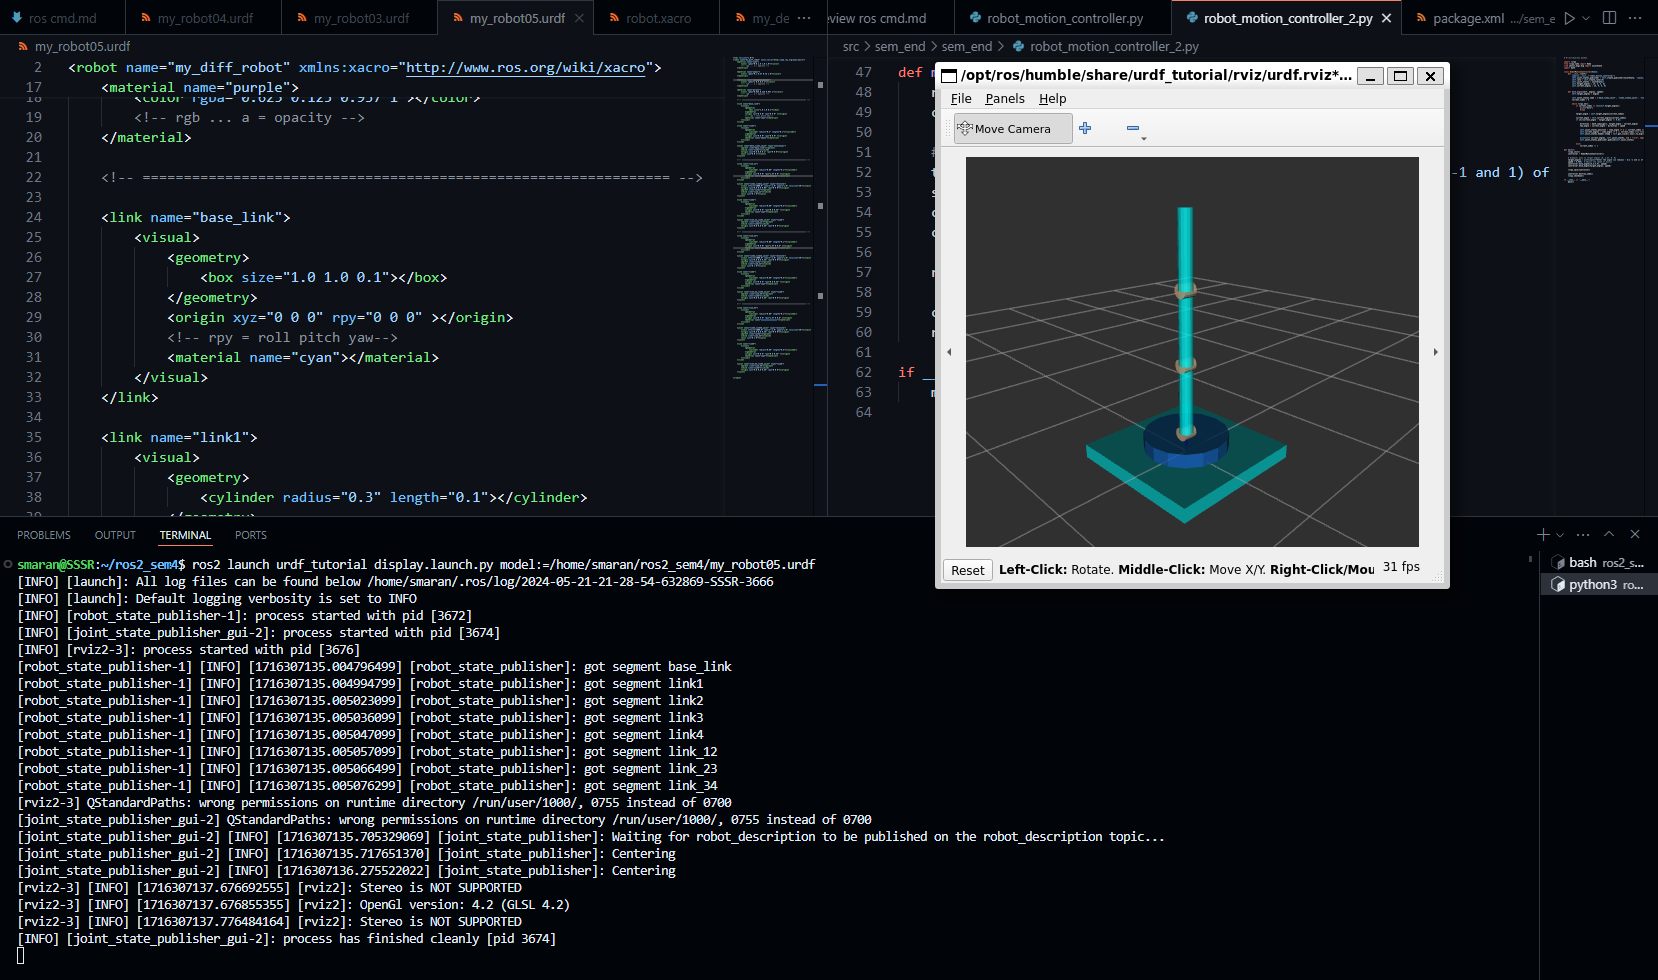 ros cmd.md
my_robot04.urdf
my_robot03.urdf
my_robot05.urdf
robot.xacro
my_de
eview ros cmd.md
robot_motion_controller.py
robot_motion_controller_2.py
package.xml .../sem_e
my_robot05.urdf
src > sem_end > sem_end > robot_motion_controller_2.py
2 <robot name="my_diff_robot" xmlns:xacro="http://www.ros.org/wiki/xacro">
17 <material name="purple">
18 <color rgba= 0.625 0.125 0.937 1 ></color>
19 <!-- rgb ... a = opacity -->
20 </material>
21
22 <!-- ================================================================ -->
23
24 <link name="base_link">
25 <visual>
26 <geometry>
27 <box size="1.0 1.0 0.1"></box>
28 </geometry>
29 <origin xyz="0 0 0" rpy="0 0 0" ></origin>
30 <!-- rpy = roll pitch yaw-->
31 <material name="cyan"></material>
32 </visual>
33 </link>
34
35 <link name="link1">
36 <visual>
37 <geometry>
38 <cylinder radius="0.3" length="0.1"></cylinder>
39
47 def m
48 r
49 c
50
51 #
52 t -1 and 1) of
53 s
54 c
55 c
56
57 r
58
59 c
60 r
61
62 if __
63 m
64
/opt/ros/humble/share/urdf_tutorial/rviz/urdf.rviz*...
File Panels Help
Move Camera
Reset Left-Click: Rotate. Middle-Click: Move X/Y. Right-Click/Mou 31 fps
PROBLEMS OUTPUT TERMINAL PORTS
bash ros2_s...
python3 ro...
smaran@SSSR:~/ros2_sem4$ ros2 launch urdf_tutorial display.launch.py model:=/home/smaran/ros2_sem4/my_robot05.urdf
[INFO] [launch]: All log files can be found below /home/smaran/.ros/log/2024-05-21-21-28-54-632869-SSSR-3666
[INFO] [launch]: Default logging verbosity is set to INFO
[INFO] [robot_state_publisher-1]: process started with pid [3672]
[INFO] [joint_state_publisher_gui-2]: process started with pid [3674]
[INFO] [rviz2-3]: process started with pid [3676]
[robot_state_publisher-1] [INFO] [1716307135.004796499] [robot_state_publisher]: got segment base_link
[robot_state_publisher-1] [INFO] [1716307135.004994799] [robot_state_publisher]: got segment link1
[robot_state_publisher-1] [INFO] [1716307135.005023099] [robot_state_publisher]: got segment link2
[robot_state_publisher-1] [INFO] [1716307135.005036099] [robot_state_publisher]: got segment link3
[robot_state_publisher-1] [INFO] [1716307135.005047099] [robot_state_publisher]: got segment link4
[robot_state_publisher-1] [INFO] [1716307135.005057099] [robot_state_publisher]: got segment link_12
[robot_state_publisher-1] [INFO] [1716307135.005066499] [robot_state_publisher]: got segment link_23
[robot_state_publisher-1] [INFO] [1716307135.005076299] [robot_state_publisher]: got segment link_34
[rviz2-3] QStandardPaths: wrong permissions on runtime directory /run/user/1000/, 0755 instead of 0700
[joint_state_publisher_gui-2] QStandardPaths: wrong permissions on runtime directory /run/user/1000/, 0755 instead of 0700
[joint_state_publisher_gui-2] [INFO] [1716307135.705329069] [joint_state_publisher]: Waiting for robot_description to be published on the robot_description topic...
[joint_state_publisher_gui-2] [INFO] [1716307135.717651370] [joint_state_publisher]: Centering
[joint_state_publisher_gui-2] [INFO] [1716307136.275522022] [joint_state_publisher]: Centering
[rviz2-3] [INFO] [1716307137.676692555] [rviz2]: Stereo is NOT SUPPORTED
[rviz2-3] [INFO] [1716307137.676855355] [rviz2]: OpenGl version: 4.2 (GLSL 4.2)
[rviz2-3] [INFO] [1716307137.776484164] [rviz2]: Stereo is NOT SUPPORTED
[INFO] [joint_state_publisher_gui-2]: process has finished cleanly [pid 3674]